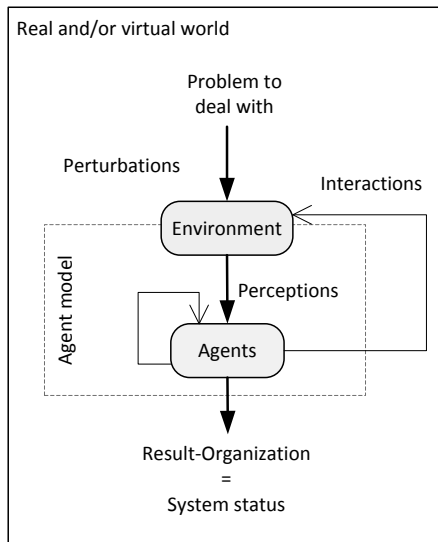 Real and/or virtual world
Problem to
deal with
Perturbations
Interactions
Environment
Agent model
Perceptions
Agents
Result-Organization
=
System status